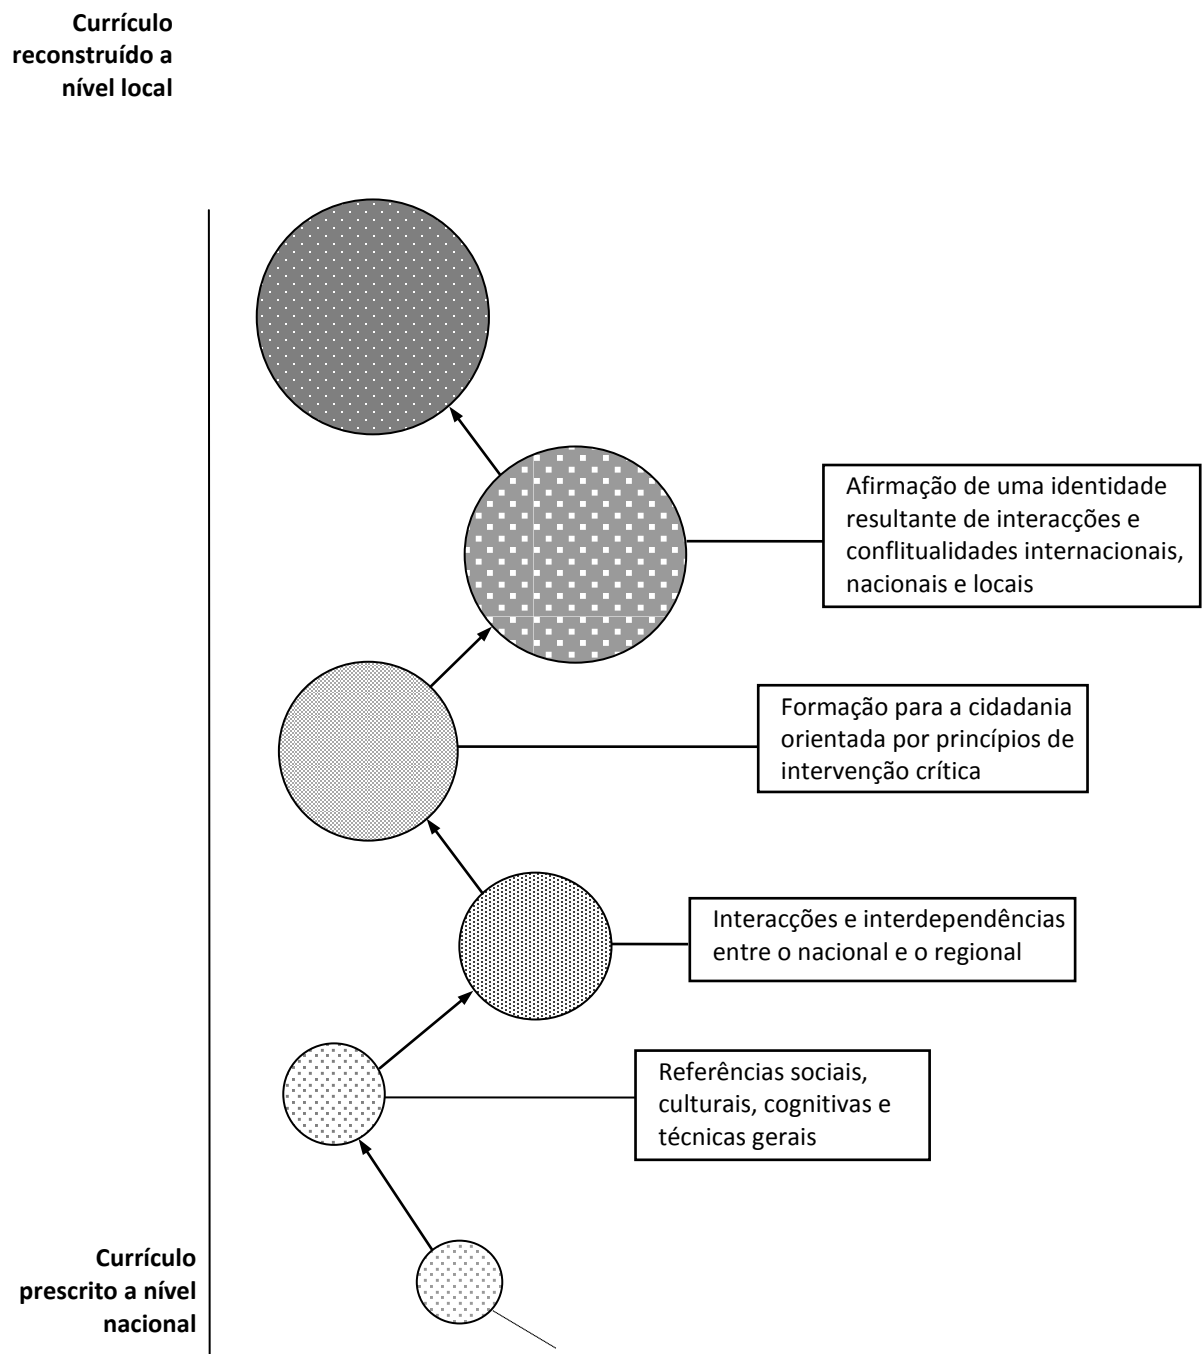 Currículo
reconstruído a
nível local
Afirmação de uma identidade
resultante de interacções e
conflitualidades internacionais,
nacionais e locais
Formação para a cidadania
orientada por princípios de
intervenção crítica
Interacções e interdependências
entre o nacional e o regional
Referências sociais,
culturais, cognitivas e
técnicas gerais
Currículo
prescrito a nível
nacional